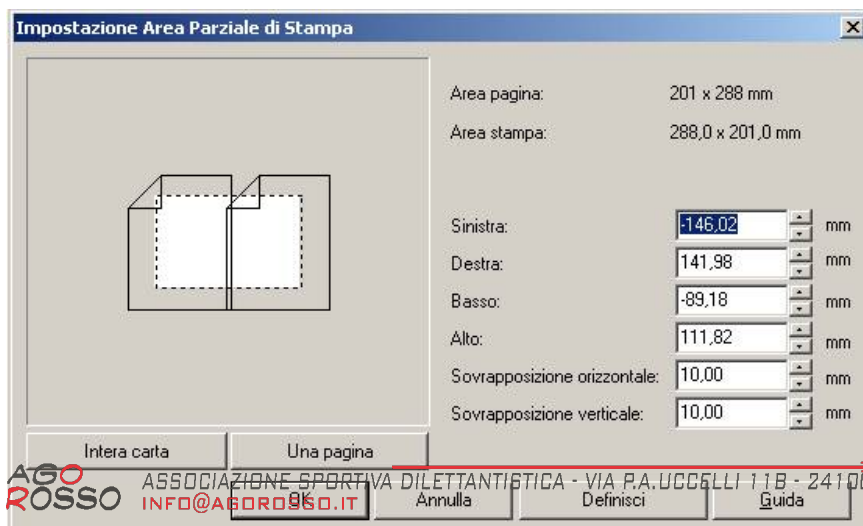 Impostazione Area Parziale di Stampa
Area pagina: 201 x 288 mm
Area stampa: 288,0 x 201,0 mm
Sinistra: -146,02 mm
Destra: 141,98 mm
Basso: -89,18 mm
Alto: 111,82 mm
Sovrapposizione orizzontale: 10,00 mm
Sovrapposizione verticale: 10,00 mm
Intera carta Una pagina
AGO ROSSO
ASSOCIAZIONE SPORTIVA DILETTANTISTICA - VIA P.A.UCCELLI 11B - 2410
INFO@AGOROSSO.IT
OK Annulla Definisci Guida